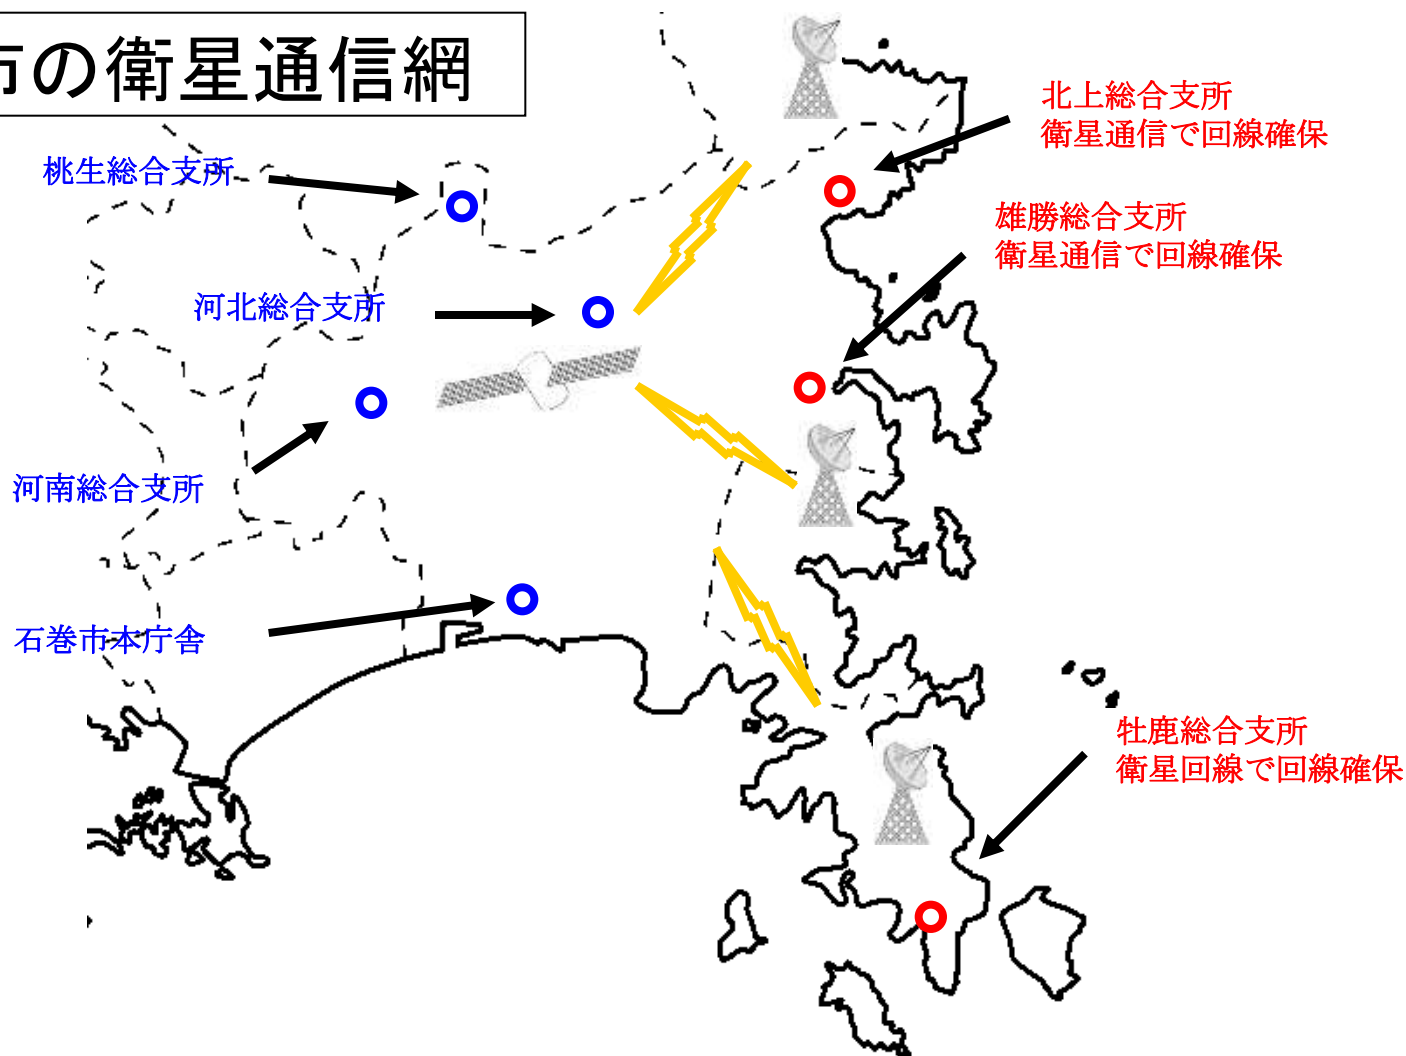 市の衛星通信網
北上総合支所
衛星通信で回線確保
桃生総合支所
雄勝総合支所
衛星通信で回線確保
河北総合支所
河南総合支所
石巻市本庁舎
牡鹿総合支所
衛星回線で回線確保